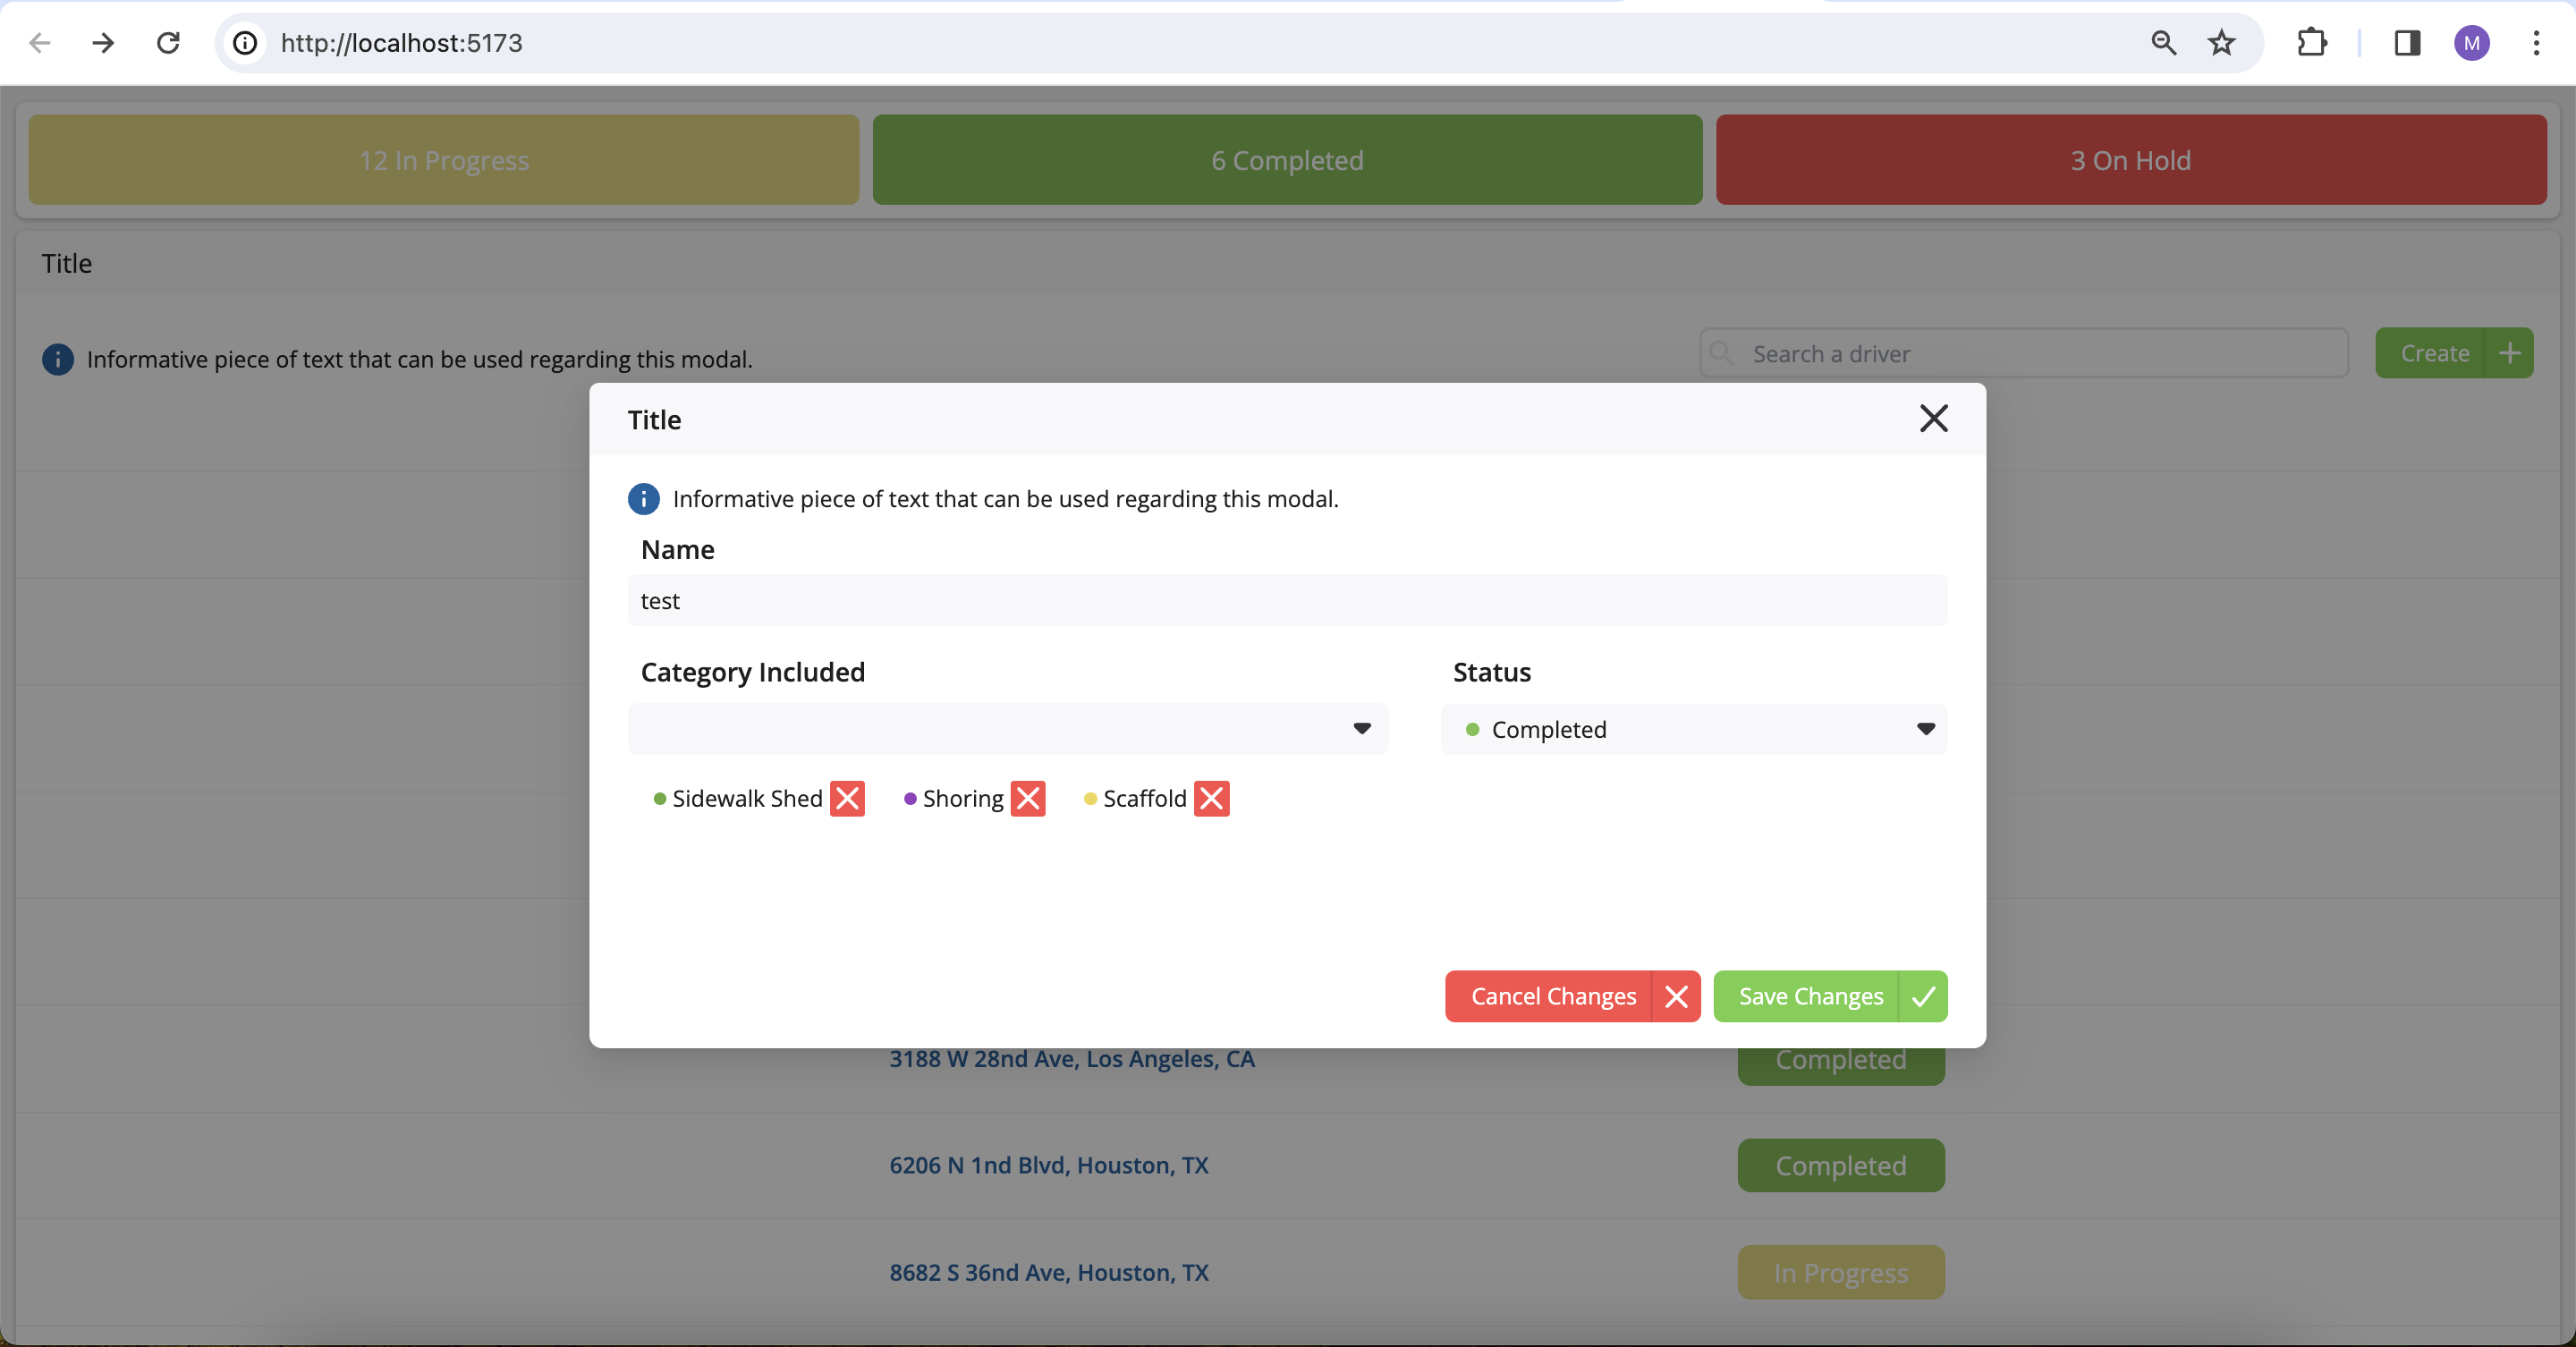 http://localhost:5173
M
12 In Progress
6 Completed
3 On Hold
Title
Informative piece of text that can be used regarding this modal.
Search a driver
Create
Title
Informative piece of text that can be used regarding this modal.
Name
test
Category Included
Status
Completed
Sidewalk Shed
Shoring
Scaffold
Cancel Changes
Save Changes
3188 W 28nd Ave, Los Angeles, CA
Completed
6206 N 1nd Blvd, Houston, TX
Completed
8682 S 36nd Ave, Houston, TX
In Progress